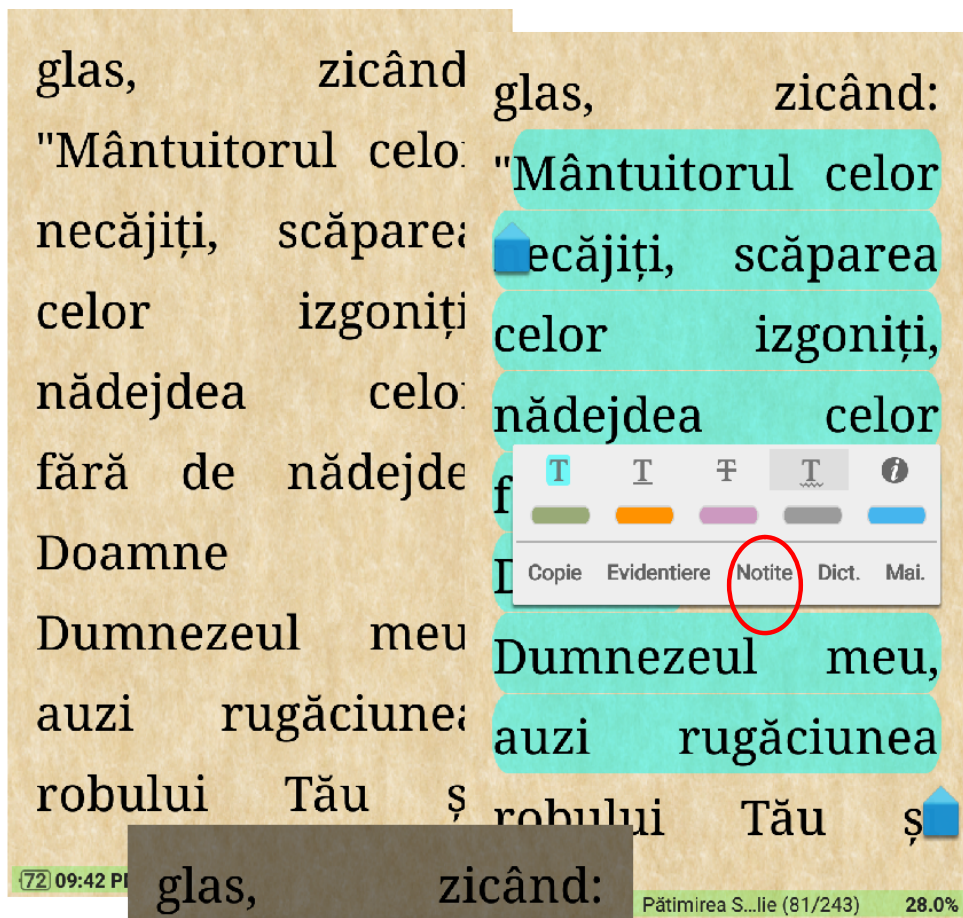 glas, zicând
"Mântuitorul celo
necăjiți, scăparea
celor izgoniți
nădejdea celo
fără de nădejde
Doamne
Dumnezeul meu
auzi rugăciunea
robului Tău ș
72 09:42 P
glas, zicând:
"Mântuitorul celor
ecăjiți, scăparea
celor izgoniți,
nădejdea celor
f
T T T T i
Copie Evidentiere Notite Dict. Mai.
Dumnezeul meu,
auzi rugăciunea
robului Tău ș
Pătimirea S...lie (81/243) 28.0%
glas, zicând: